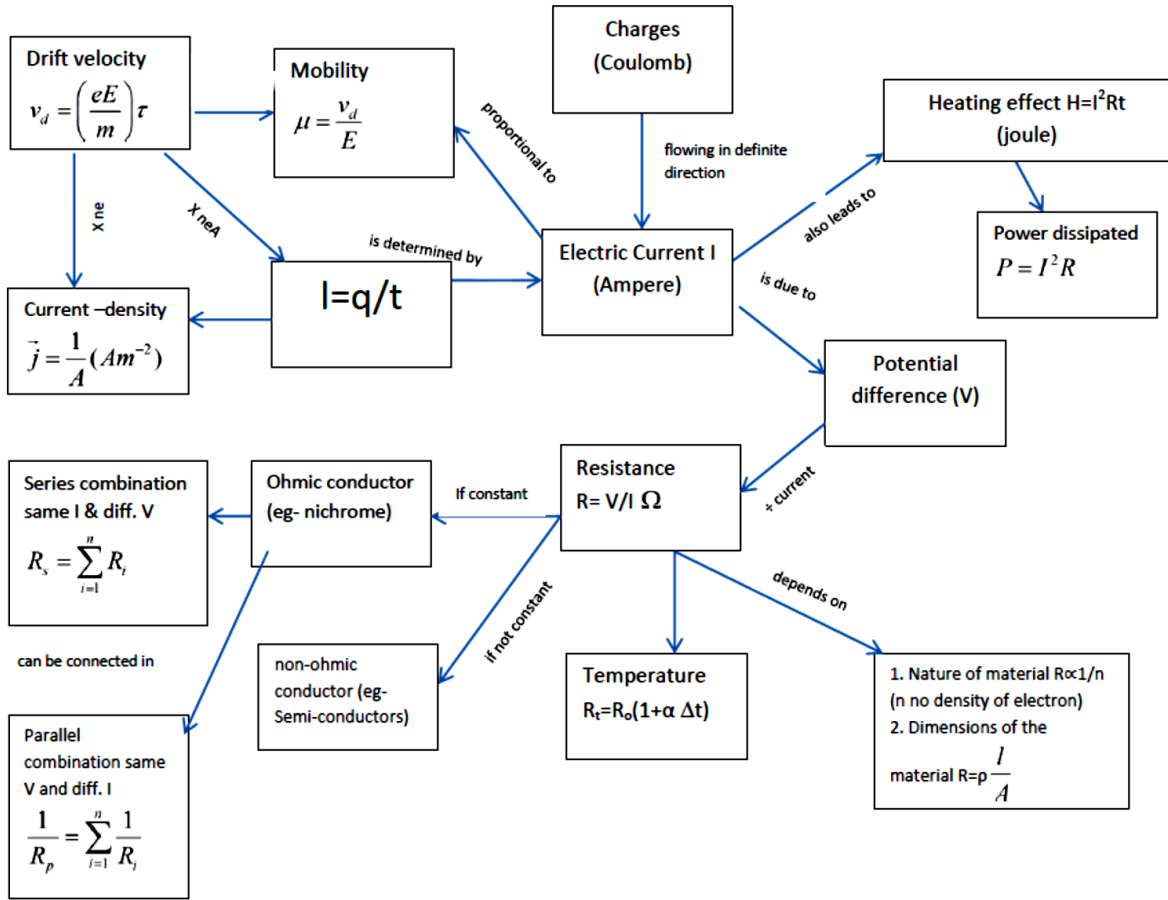 Drift velocity
v_d = (eE/m)τ
Mobility
μ = v_d/E
Charges
(Coulomb)
Heating effect H=I²Rt
(joule)
proportional to
flowing in definite
direction
also leads to
X ne
X neA
Power dissipated
P = I²R
is determined by
Electric Current I
(Ampere)
is due to
I=q/t
Current –density
j⃗ = 1/A (Am⁻²)
Potential
difference (V)
÷ current
Series combination
same I & diff. V
R_s = ∑_{i=1}^{n} R_i
Ohmic conductor
(eg- nichrome)
If constant
Resistance
R= V/I Ω
if not constant
depends on
can be connected in
non-ohmic
conductor (eg-
Semi-conductors)
Temperature
Rₜ=Rₒ(1+α Δt)
1. Nature of material R∝1/n
(n no density of electron)
2. Dimensions of the
material R=ρ l/A
Parallel
combination same
V and diff. I
1/R_p = ∑_{i=1}^{n} 1/R_i